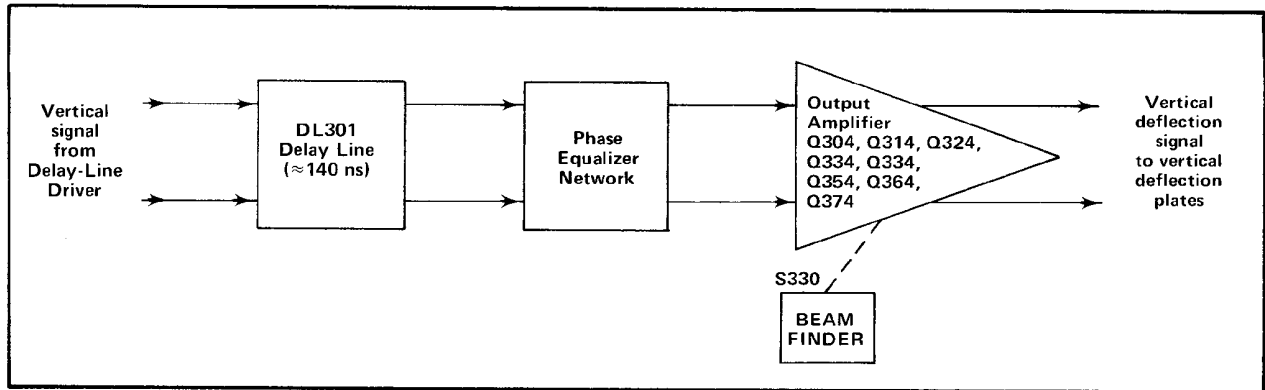 Vertical
signal
from
Delay-Line
Driver
DL301
Delay Line
(≈140 ns)
Phase
Equalizer
Network
Output
Amplifier
Q304, Q314, Q324,
Q334, Q334,
Q354, Q364,
Q374
Vertical
deflection
signal
to vertical
deflection
plates
S330
BEAM
FINDER